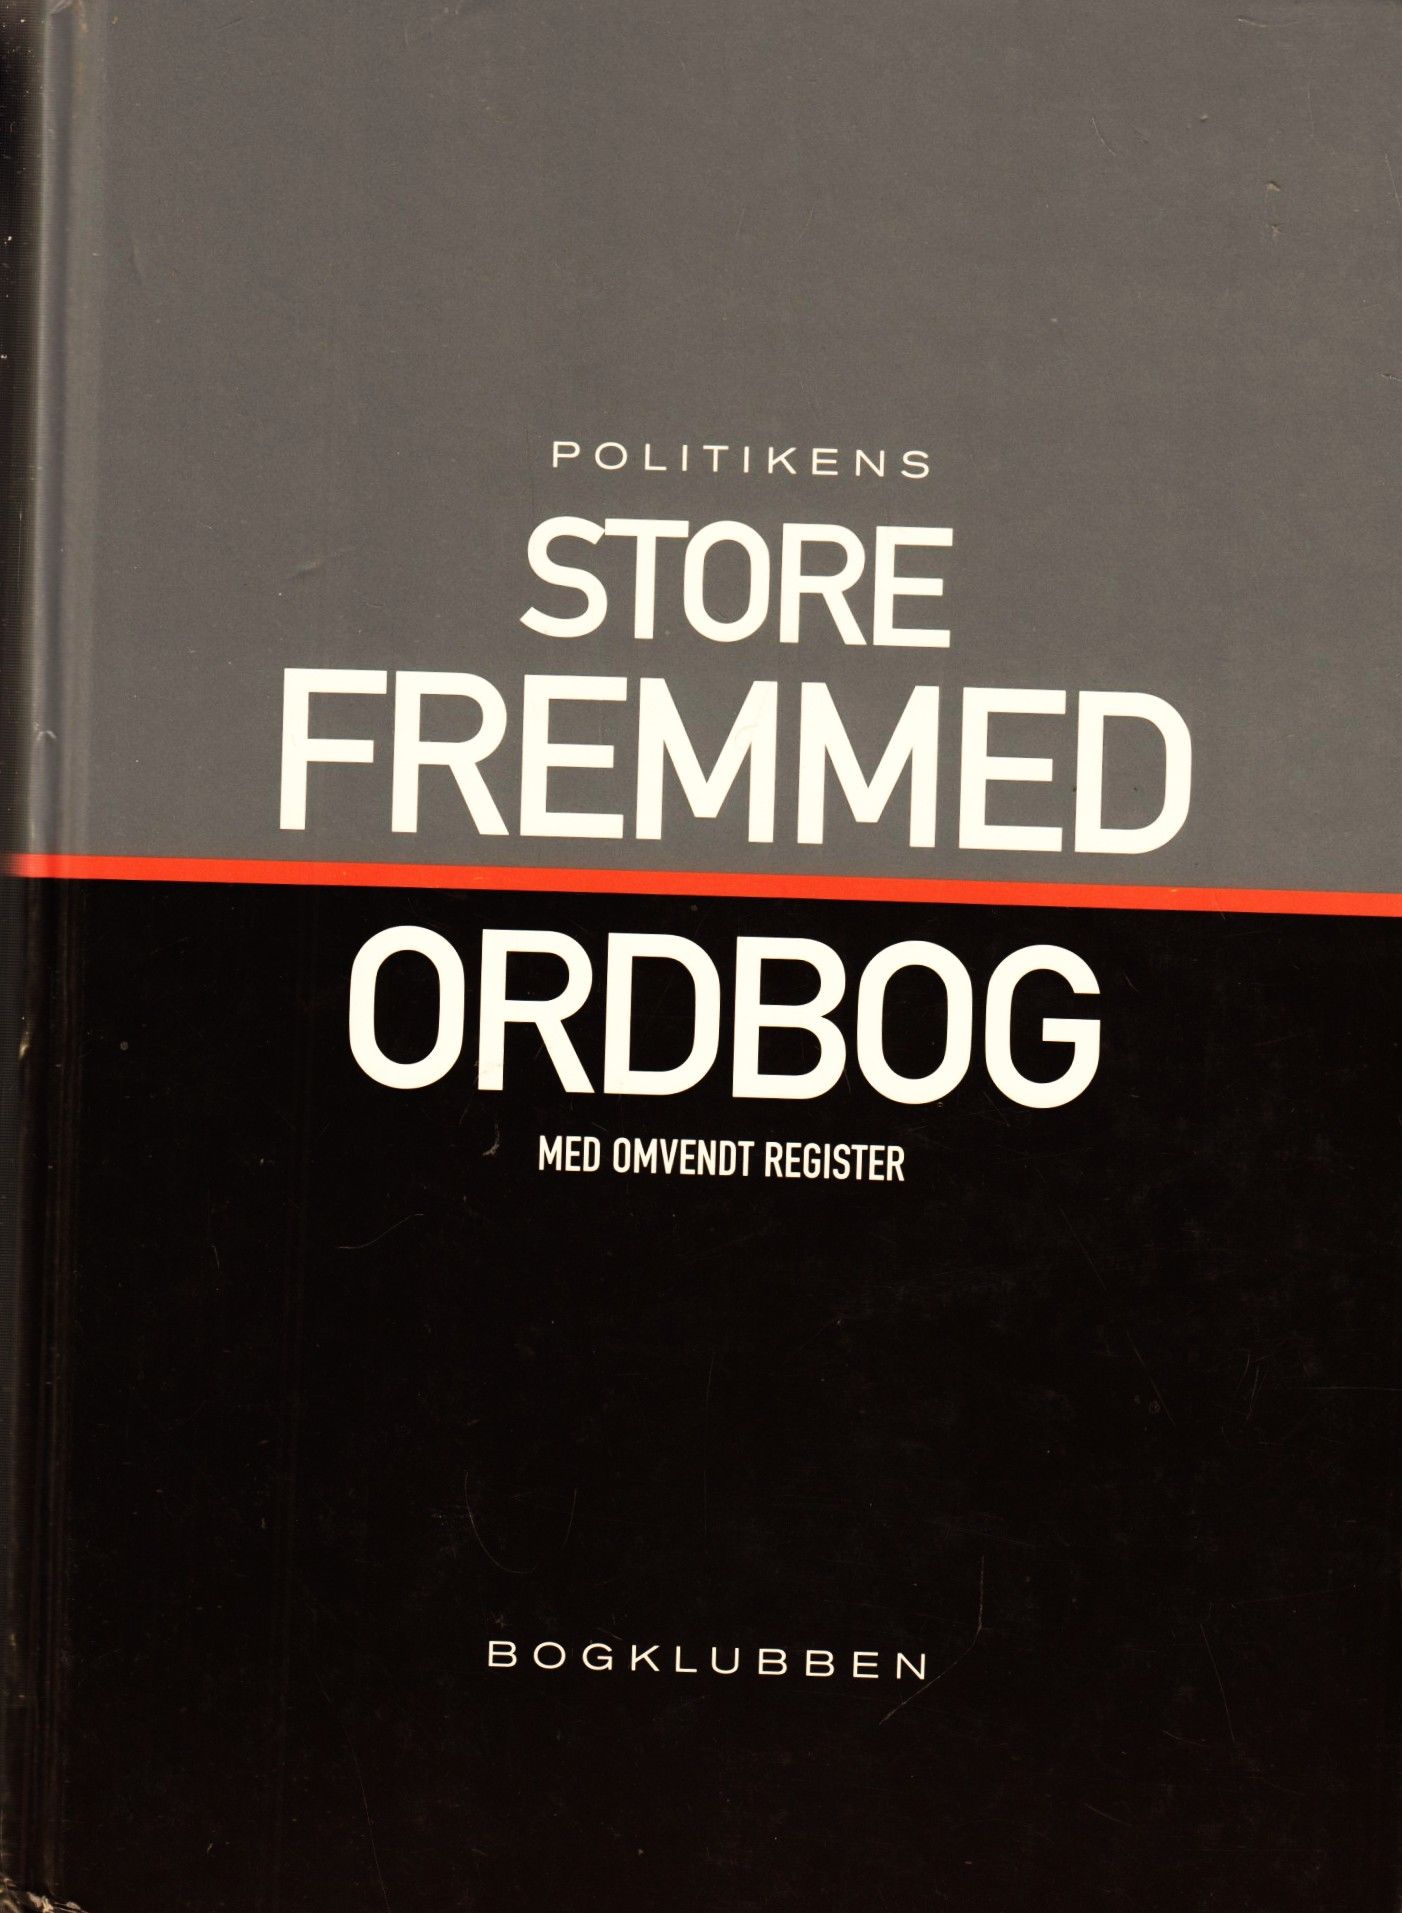 POLITIKENS
STORE
FREMMED
ORDBOG
MED OMVENDT REGISTER
BOGKLUBBEN